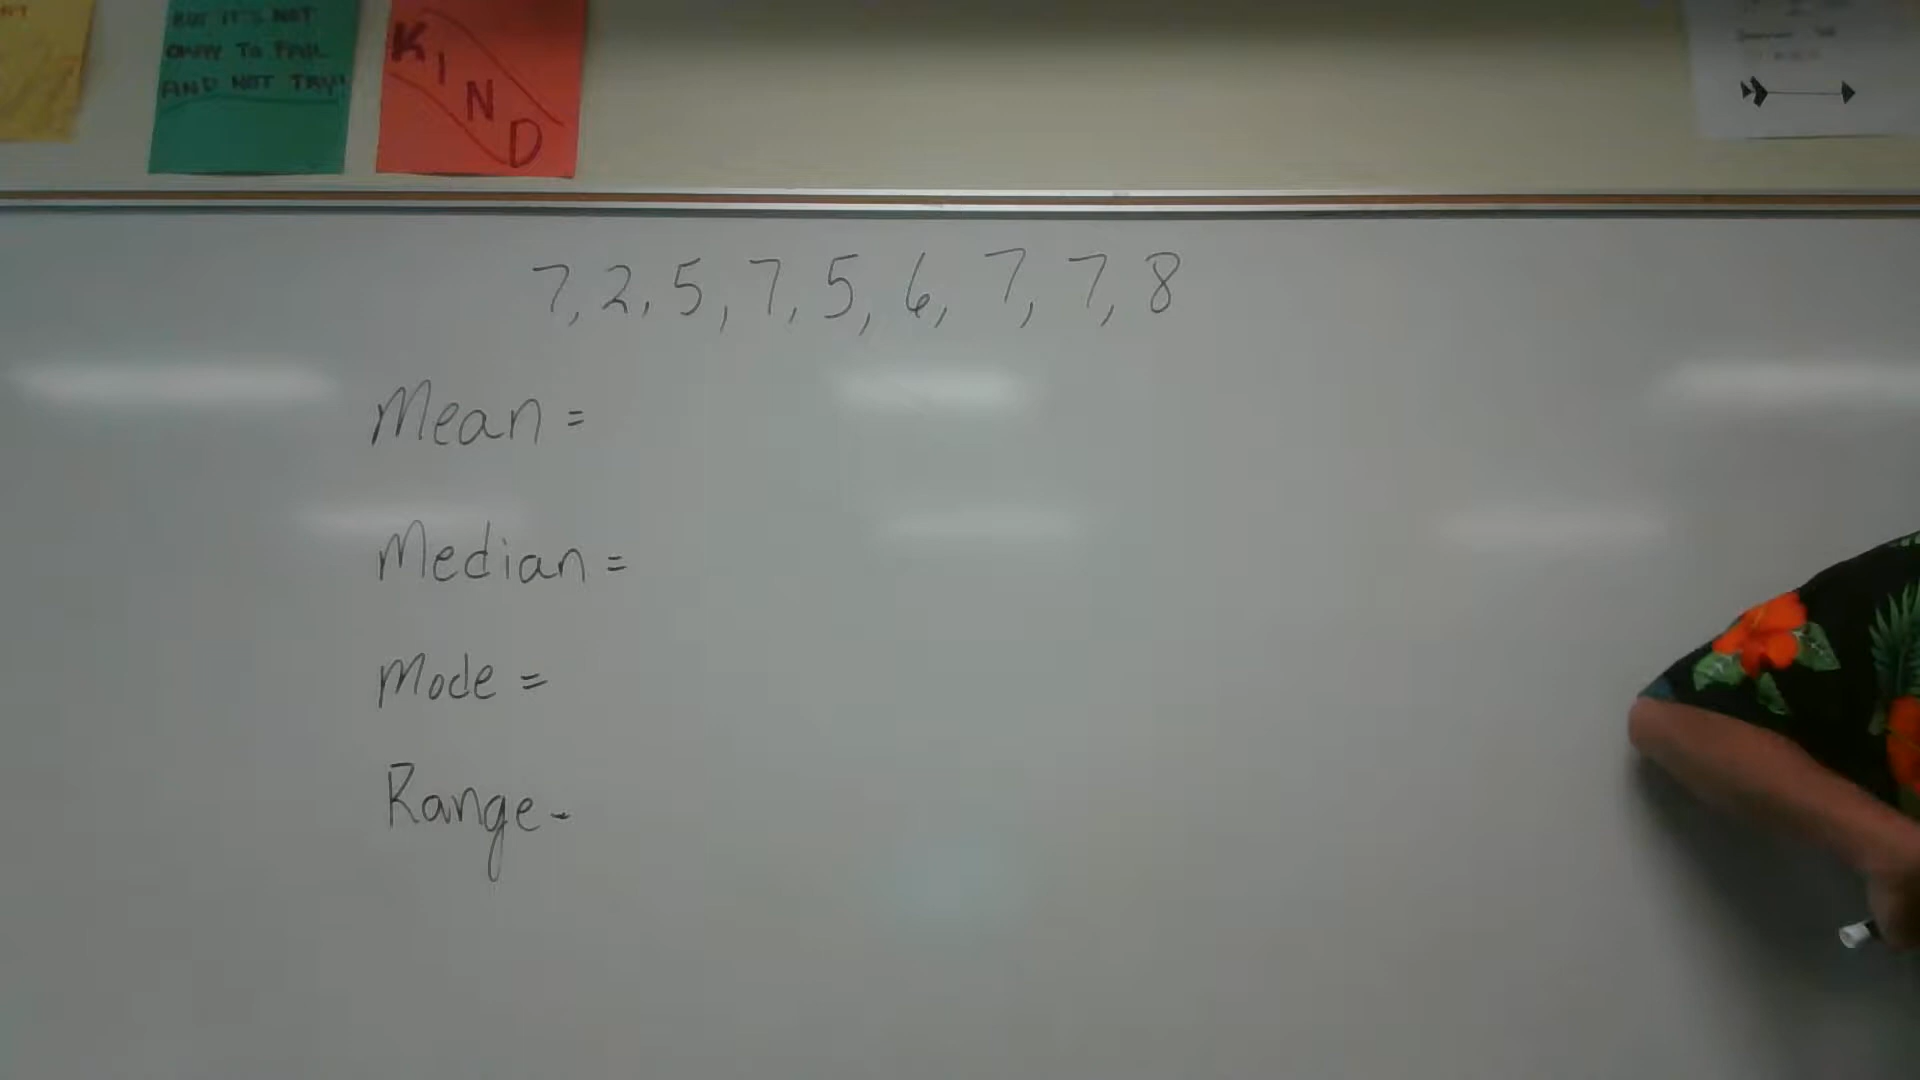 BUT IT'S NOT
OKAY TO FAIL
AND NOT TRY!
KIND
7, 2, 5, 7, 5, 6, 7, 7, 8
Mean =
Median =
Mode =
Range -